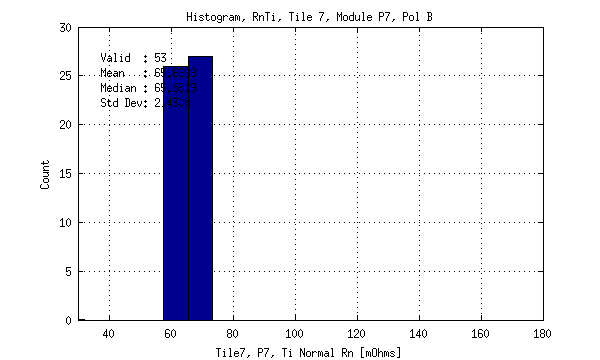 Histogram, RnTi, Tile 7, Module P7, Pol B
30
25
20
15
10
5
0
Count
Valid : 53
Mean :
Median :
Std Dev:
40 60 80 100 120 140 160 180
Tile7, P7, Ti Normal Rn [mOhms]